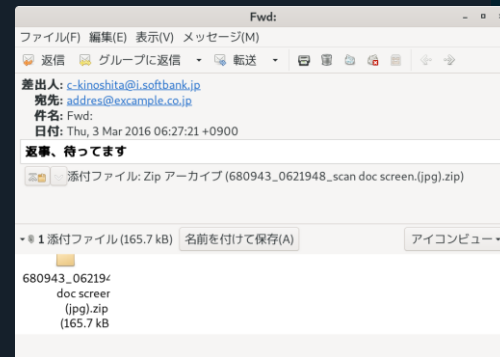 Fwd:
ファイル(F) 編集(E) 表示(V) メッセージ(M)
返信 グループに返信 転送
差出人: c-kinoshita@i.softbank.jp
宛先: addres@excample.co.jp
件名: Fwd:
日付: Thu, 3 Mar 2016 06:27:21 +0900
返事、待ってます
添付ファイル: Zip アーカイブ (680943_0621948_scan doc screen.(jpg).zip)
1 添付ファイル (165.7 kB) 名前を付けて保存(A) アイコンビュー
680943_06219
doc screen
(jpg).zip
(165.7 kB